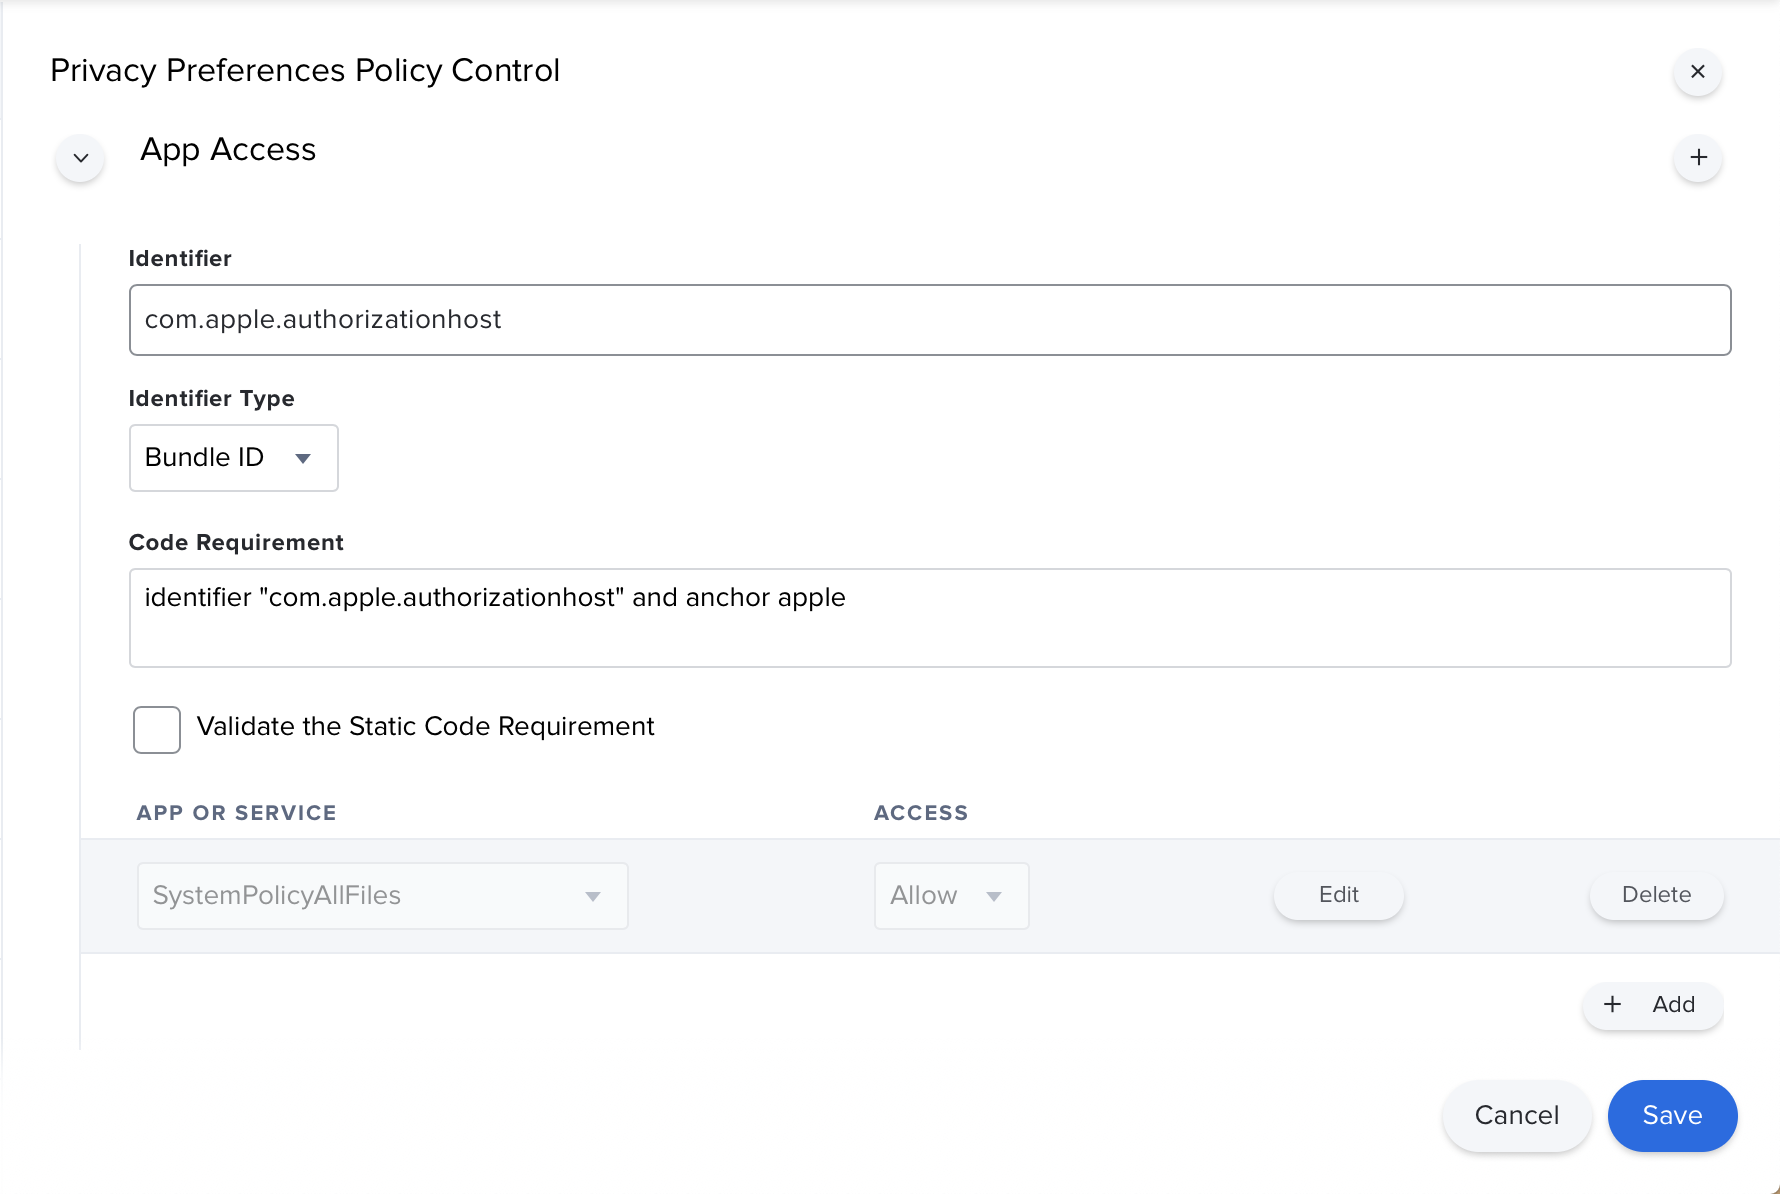 Privacy Preferences Policy Control
App Access
Identifier
com.apple.authorizationhost
Identifier Type
Bundle ID
Code Requirement
identifier "com.apple.authorizationhost" and anchor apple
Validate the Static Code Requirement
APP OR SERVICE ACCESS
SystemPolicyAllFiles Allow Edit Delete
+ Add
Cancel Save